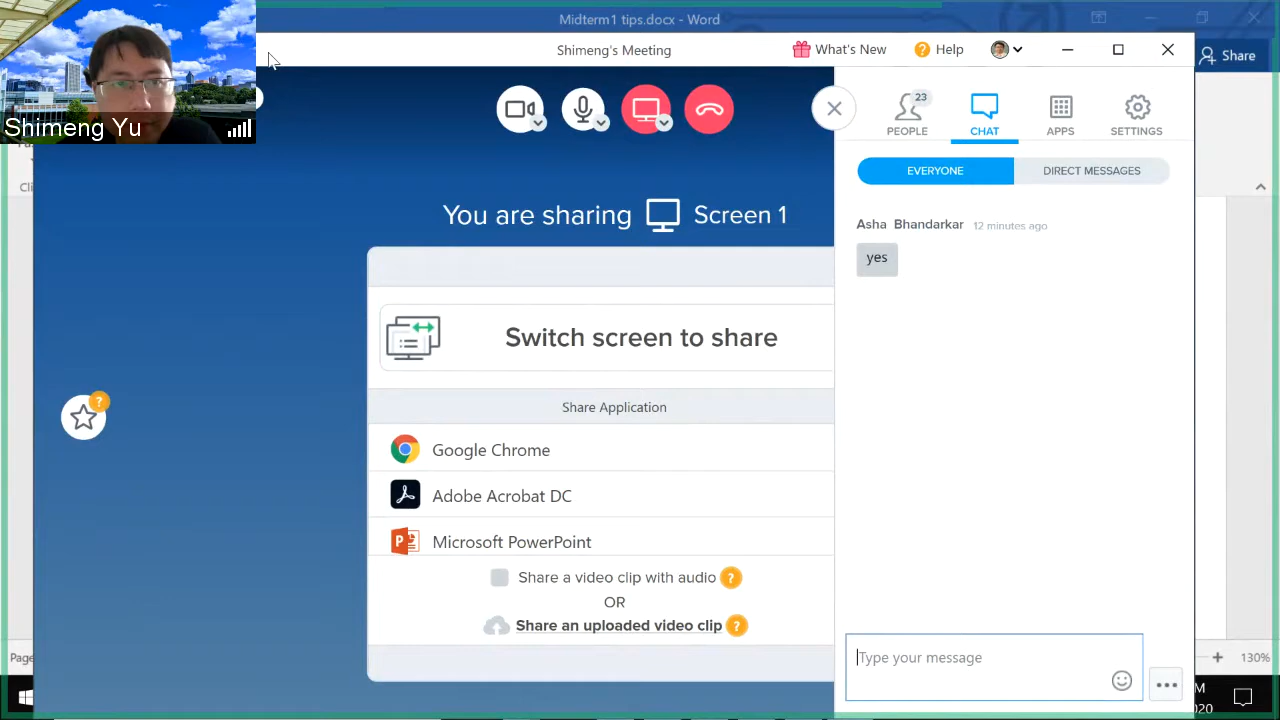 Midterm1 tips.docx - Word
Shimeng's Meeting
What's New
Help
Share
Shimeng Yu
23
PEOPLE
CHAT
APPS
SETTINGS
EVERYONE
DIRECT MESSAGES
Asha Bhandarkar 12 minutes ago
yes
You are sharing Screen 1
Switch screen to share
Share Application
Google Chrome
Adobe Acrobat DC
Microsoft PowerPoint
Share a video clip with audio ?
OR
Share an uploaded video clip ?
?
Type your message
Cli
Page
130%
M
020